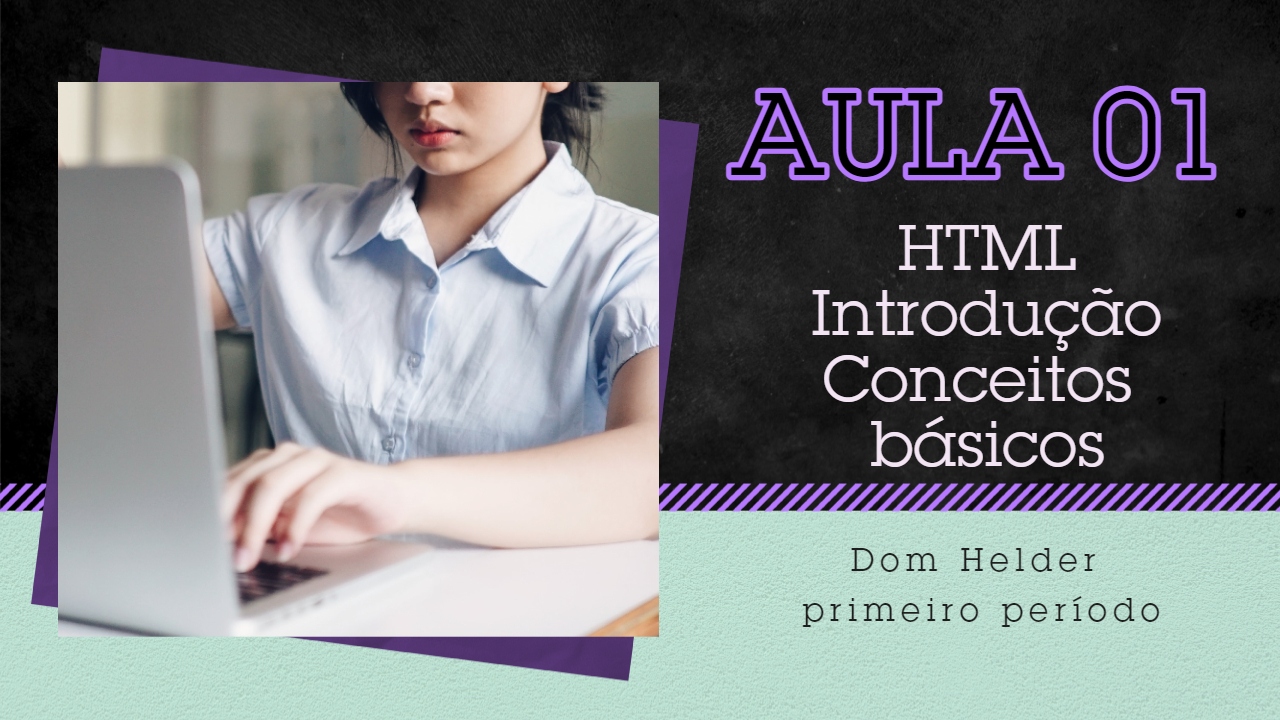 AULA 01
HTML
Introdução
Conceitos
básicos
Dom Helder
primeiro período